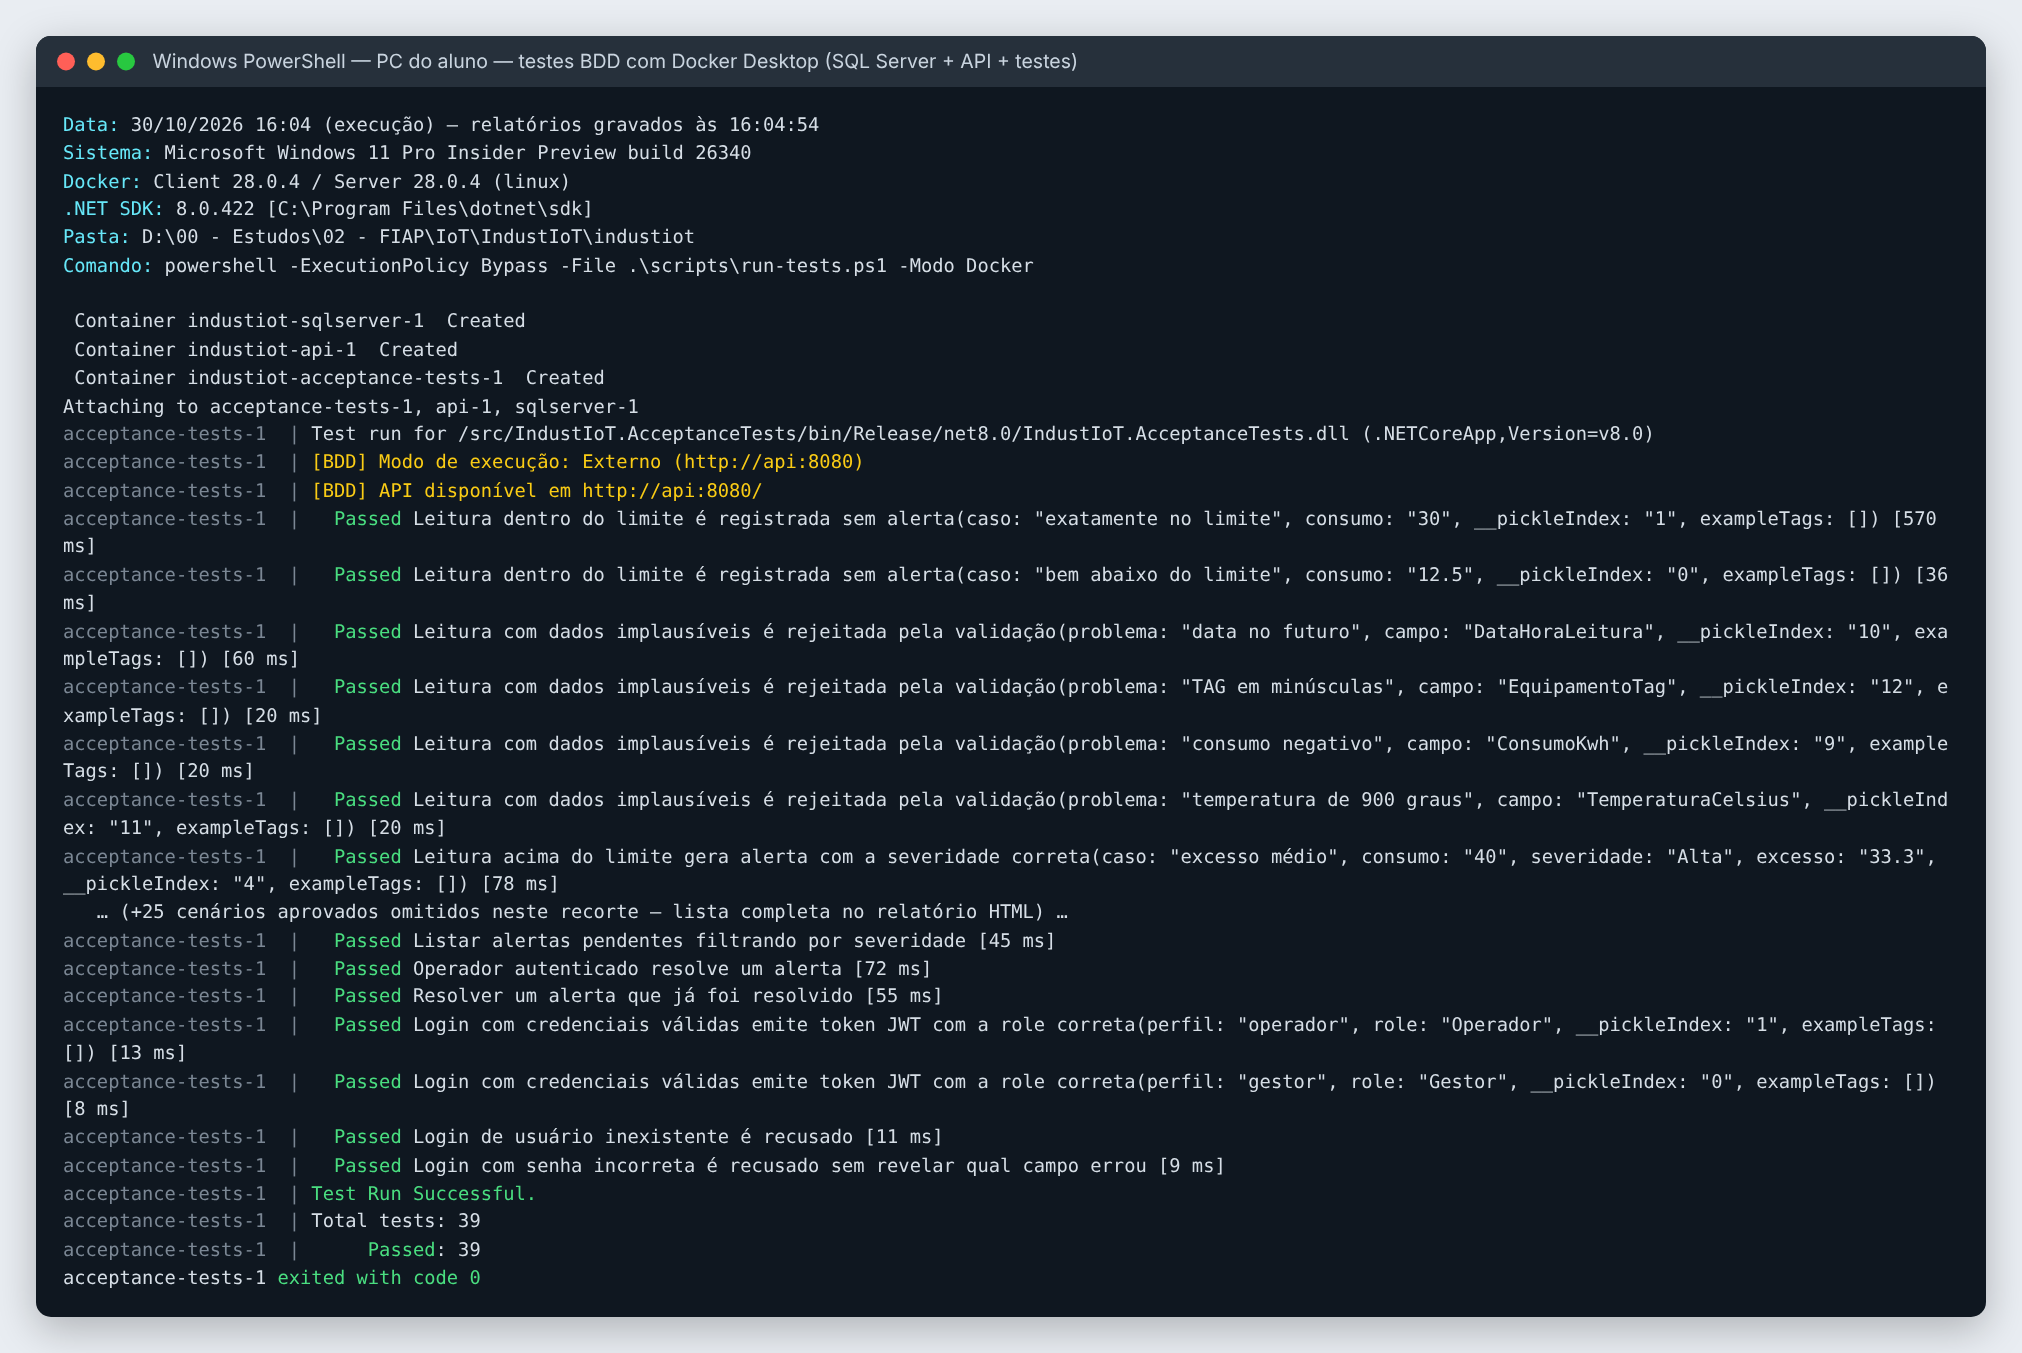 Windows PowerShell — PC do aluno — testes BDD com Docker Desktop (SQL Server + API + testes)
Data: 30/10/2026 16:04 (execução) — relatórios gravados às 16:04:54
Sistema: Microsoft Windows 11 Pro Insider Preview build 26340
Docker: Client 28.0.4 / Server 28.0.4 (linux)
.NET SDK: 8.0.422 [C:\Program Files\dotnet\sdk]
Pasta: D:\00 - Estudos\02 - FIAP\IoT\IndustIoT\industiot
Comando: powershell -ExecutionPolicy Bypass -File .\scripts\run-tests.ps1 -Modo Docker
Container industiot-sqlserver-1  Created
Container industiot-api-1  Created
Container industiot-acceptance-tests-1  Created
Attaching to acceptance-tests-1, api-1, sqlserver-1
acceptance-tests-1  | Test run for /src/IndustIoT.AcceptanceTests/bin/Release/net8.0/IndustIoT.AcceptanceTests.dll (.NETCoreApp,Version=v8.0)
acceptance-tests-1  | [BDD] Modo de execução: Externo (http://api:8080)
acceptance-tests-1  | [BDD] API disponível em http://api:8080/
acceptance-tests-1  |   Passed Leitura dentro do limite é registrada sem alerta(caso: "exatamente no limite", consumo: "30", __pickleIndex: "1", exampleTags: []) [570
ms]
acceptance-tests-1  |   Passed Leitura dentro do limite é registrada sem alerta(caso: "bem abaixo do limite", consumo: "12.5", __pickleIndex: "0", exampleTags: []) [36
ms]
acceptance-tests-1  |   Passed Leitura com dados implausíveis é rejeitada pela validação(problema: "data no futuro", campo: "DataHoraLeitura", __pickleIndex: "10", exa
mpleTags: []) [60 ms]
acceptance-tests-1  |   Passed Leitura com dados implausíveis é rejeitada pela validação(problema: "TAG em minúsculas", campo: "EquipamentoTag", __pickleIndex: "12", e
xampleTags: []) [20 ms]
acceptance-tests-1  |   Passed Leitura com dados implausíveis é rejeitada pela validação(problema: "consumo negativo", campo: "ConsumoKwh", __pickleIndex: "9", example
Tags: []) [20 ms]
acceptance-tests-1  |   Passed Leitura com dados implausíveis é rejeitada pela validação(problema: "temperatura de 900 graus", campo: "TemperaturaCelsius", __pickleInd
ex: "11", exampleTags: []) [20 ms]
acceptance-tests-1  |   Passed Leitura acima do limite gera alerta com a severidade correta(caso: "excesso médio", consumo: "40", severidade: "Alta", excesso: "33.3",
__pickleIndex: "4", exampleTags: []) [78 ms]
… (+25 cenários aprovados omitidos neste recorte — lista completa no relatório HTML) …
acceptance-tests-1  |   Passed Listar alertas pendentes filtrando por severidade [45 ms]
acceptance-tests-1  |   Passed Operador autenticado resolve um alerta [72 ms]
acceptance-tests-1  |   Passed Resolver um alerta que já foi resolvido [55 ms]
acceptance-tests-1  |   Passed Login com credenciais válidas emite token JWT com a role correta(perfil: "operador", role: "Operador", __pickleIndex: "1", exampleTags:
[]) [13 ms]
acceptance-tests-1  |   Passed Login com credenciais válidas emite token JWT com a role correta(perfil: "gestor", role: "Gestor", __pickleIndex: "0", exampleTags: [])
[8 ms]
acceptance-tests-1  |   Passed Login de usuário inexistente é recusado [11 ms]
acceptance-tests-1  |   Passed Login com senha incorreta é recusado sem revelar qual campo errou [9 ms]
acceptance-tests-1  | Test Run Successful.
acceptance-tests-1  | Total tests: 39
acceptance-tests-1  |      Passed: 39
acceptance-tests-1 exited with code 0